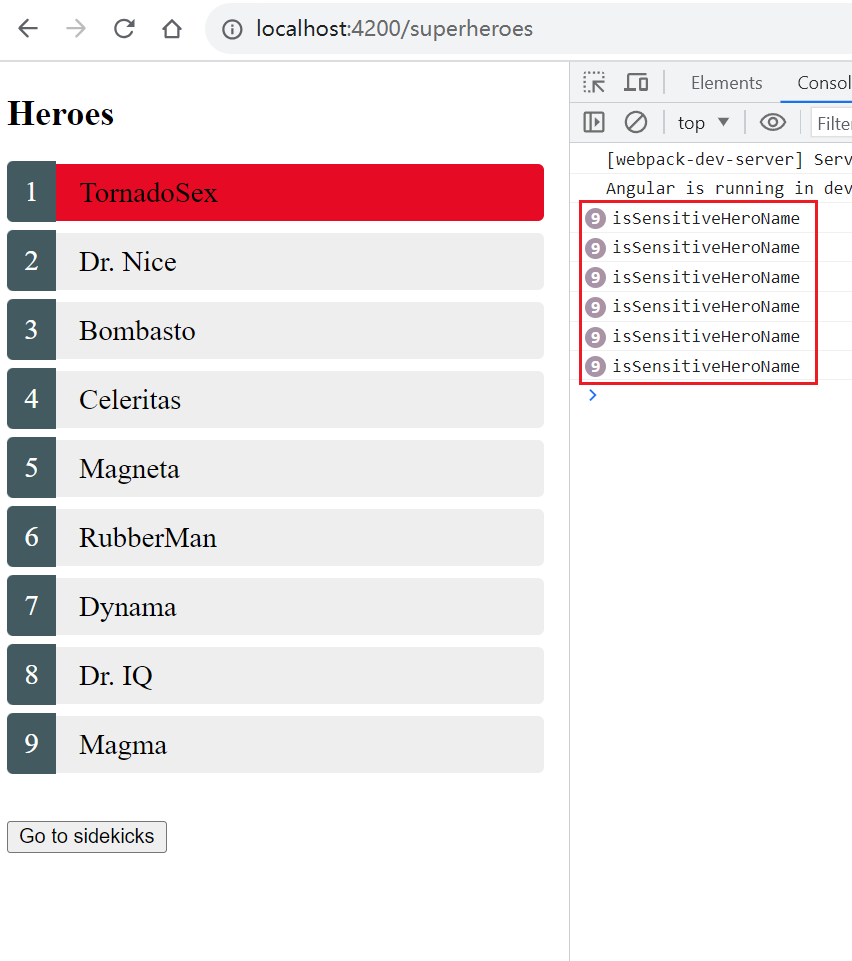 localhost:4200/superheroes
Elements Consol
top Filte
Heroes
1 TornadoSex
2 Dr. Nice
3 Bombasto
4 Celeritas
5 Magneta
6 RubberMan
7 Dynama
8 Dr. IQ
9 Magma
Go to sidekicks
[webpack-dev-server] Serv
Angular is running in dev
9 isSensitiveHeroName
9 isSensitiveHeroName
9 isSensitiveHeroName
9 isSensitiveHeroName
9 isSensitiveHeroName
9 isSensitiveHeroName